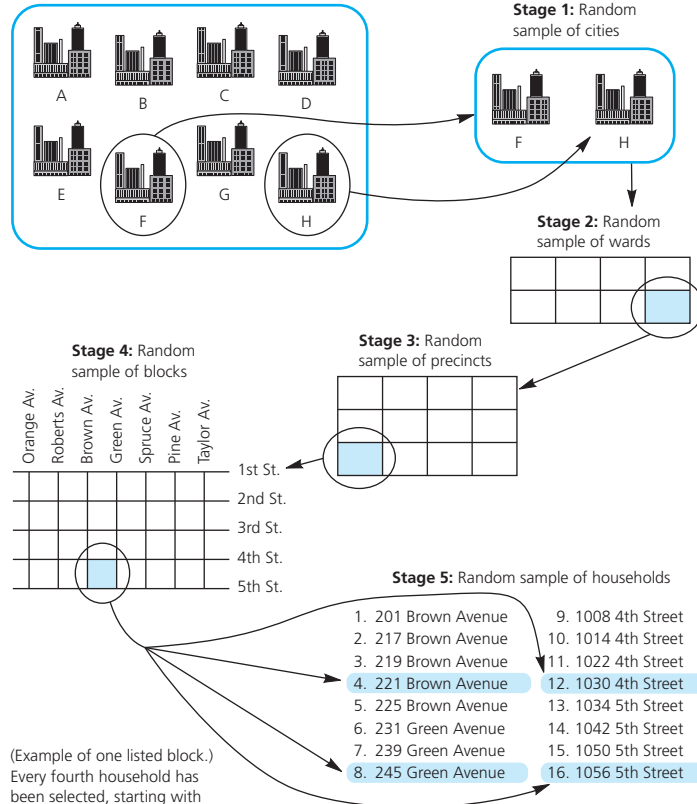 Stage 1: Random
sample of cities
A
B
C
D
E
F
G
H
F
H
Stage 2: Random
sample of wards
Stage 3: Random
sample of precincts
Stage 4: Random
sample of blocks
Orange Av.
Roberts Av.
Brown Av.
Green Av.
Spruce Av.
Pine Av.
Taylor Av.
1st St.
2nd St.
3rd St.
4th St.
5th St.
Stage 5: Random sample of households
1. 201 Brown Avenue
2. 217 Brown Avenue
3. 219 Brown Avenue
4. 221 Brown Avenue
5. 225 Brown Avenue
6. 231 Green Avenue
7. 239 Green Avenue
8. 245 Green Avenue
9. 1008 4th Street
10. 1014 4th Street
11. 1022 4th Street
12. 1030 4th Street
13. 1034 5th Street
14. 1042 5th Street
15. 1050 5th Street
16. 1056 5th Street
(Example of one listed block.)
Every fourth household has
been selected, starting with